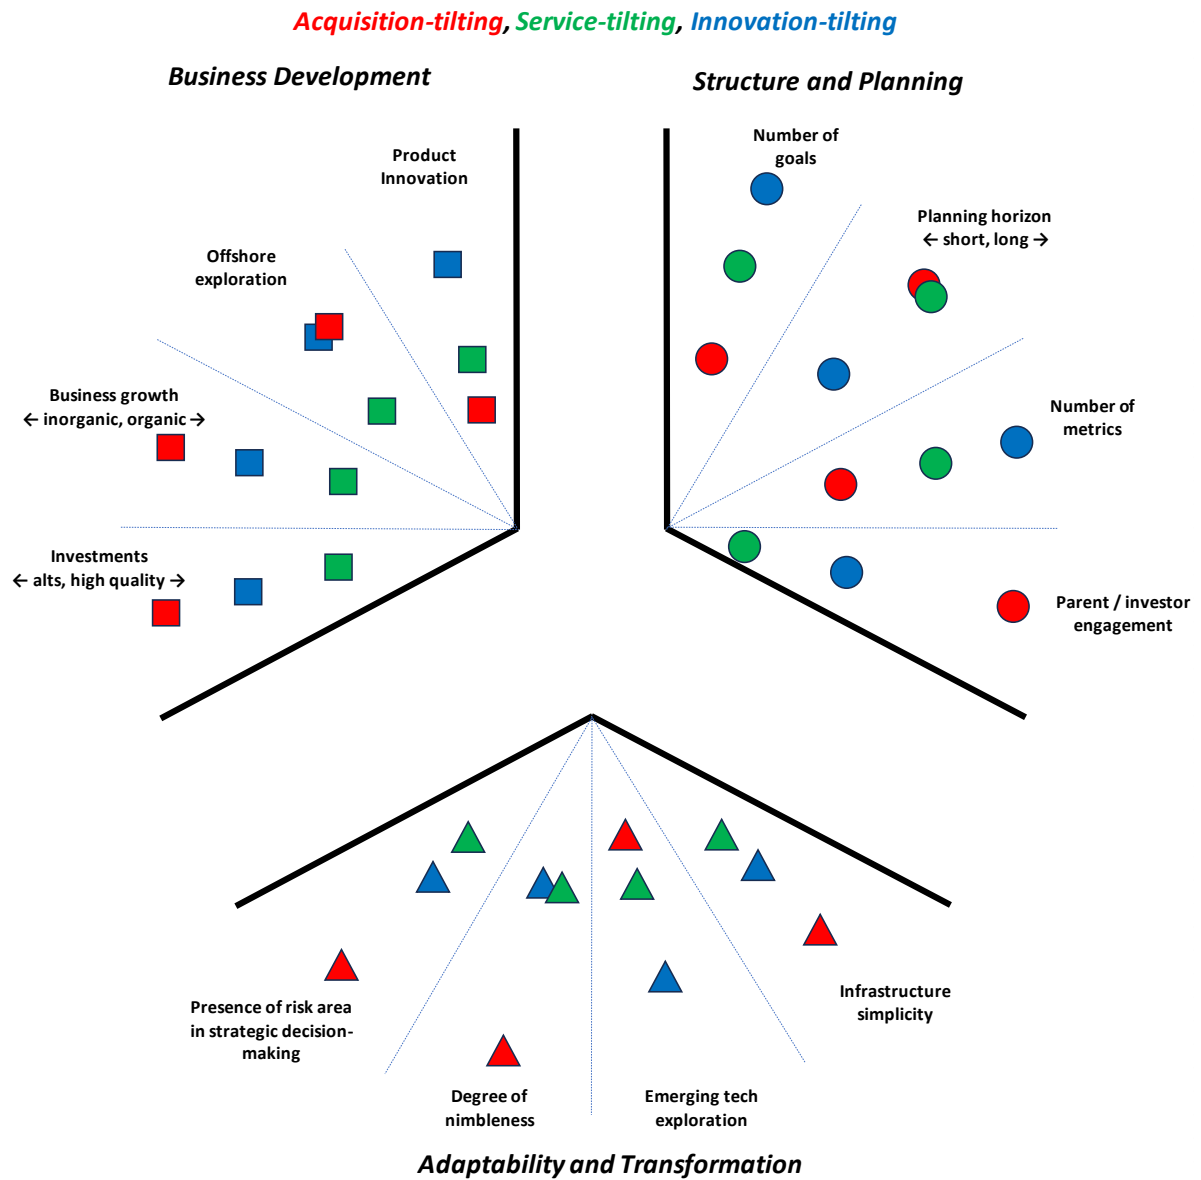 Acquisition-tilting, Service-tilting, Innovation-tilting
Business Development
Structure and Planning
Product
Innovation
Offshore
exploration
Business growth
← inorganic, organic →
Investments
← alts, high quality →
Number of
goals
Planning horizon
← short, long →
Number of
metrics
Parent / investor
engagement
Presence of risk area
in strategic decision-
making
Degree of
nimbleness
Emerging tech
exploration
Infrastructure
simplicity
Adaptability and Transformation